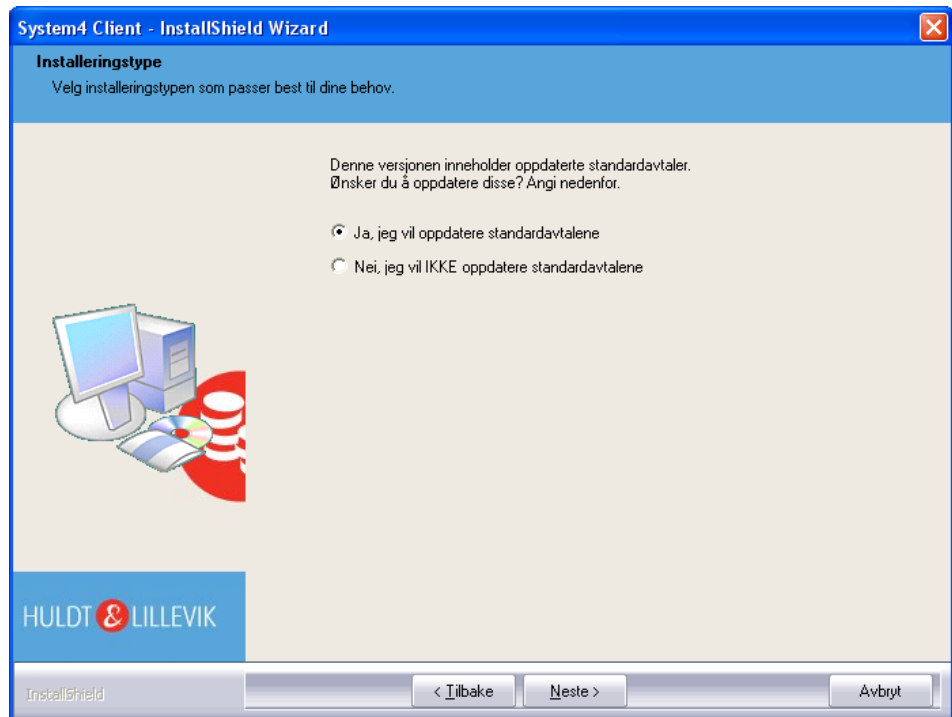 System4 Client - InstallShield Wizard
Installeringstype
Velg installeringstypen som passer best til dine behov.
Denne versjonen inneholder oppdaterte standardavtaler.
Ønsker du å oppdatere disse? Angi nedenfor.
Ja, jeg vil oppdatere standardavtalene
Nei, jeg vil IKKE oppdatere standardavtalene
HULDT & LILLEVIK
InstallShield
< Tilbake
Neste >
Avbryt